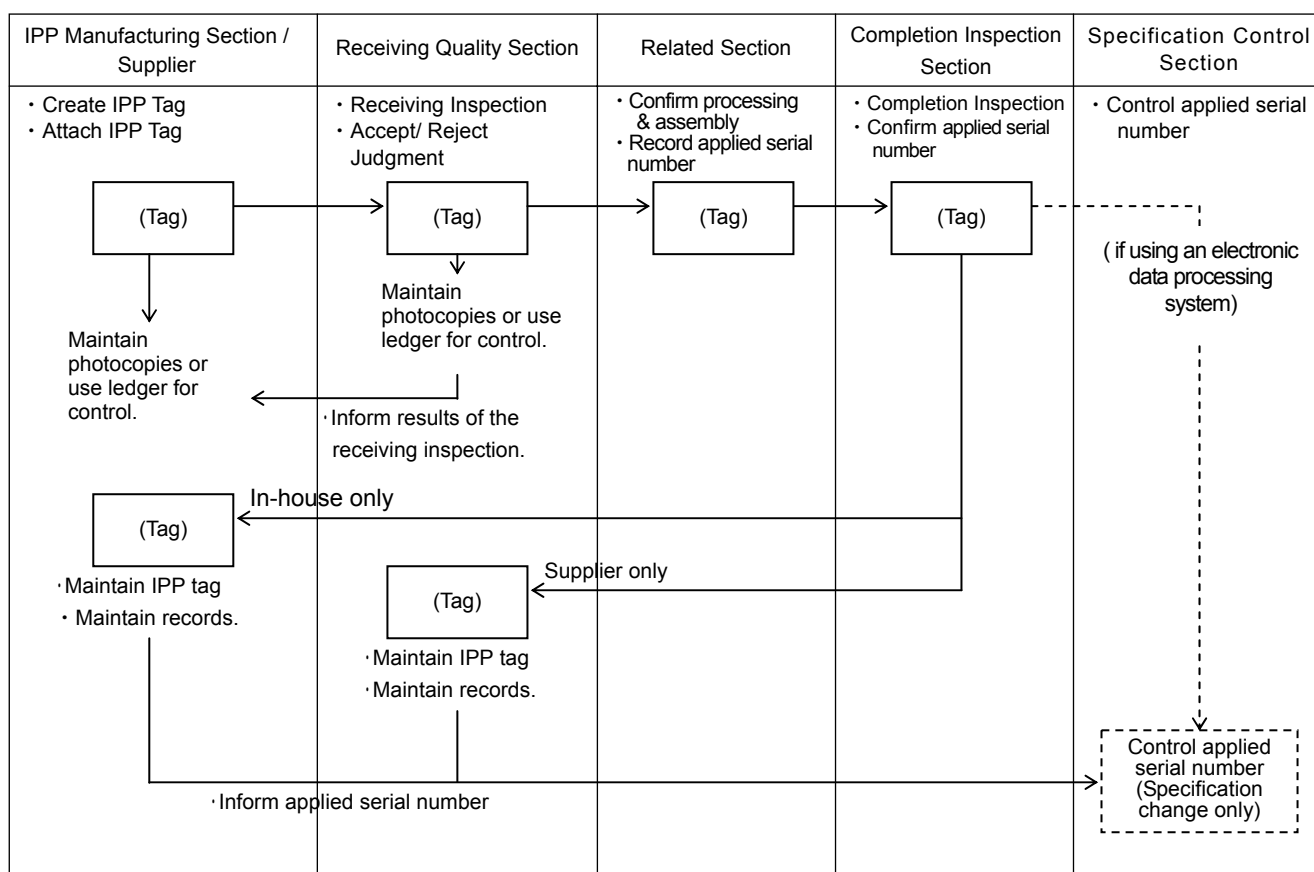 IPP Manufacturing Section /
Supplier
Receiving Quality Section
Related Section
Completion Inspection
Section
Specification Control
Section
・Create IPP Tag
・Attach IPP Tag
・Receiving Inspection
・Accept/ Reject
Judgment
・Confirm processing
& assembly
・Record applied serial
number
・Completion Inspection
・Confirm applied serial
number
・Control applied serial
number
(Tag)
(Tag)
(Tag)
(Tag)
( if using an electronic
data processing
system)
Maintain
photocopies or
use ledger for
control.
Maintain
photocopies or use
ledger for control.
・Inform results of the
receiving inspection.
In-house only
(Tag)
・Maintain IPP tag
・Maintain records.
Supplier only
(Tag)
・Maintain IPP tag
・Maintain records.
・Inform applied serial number
Control applied
serial number
(Specification
change only)